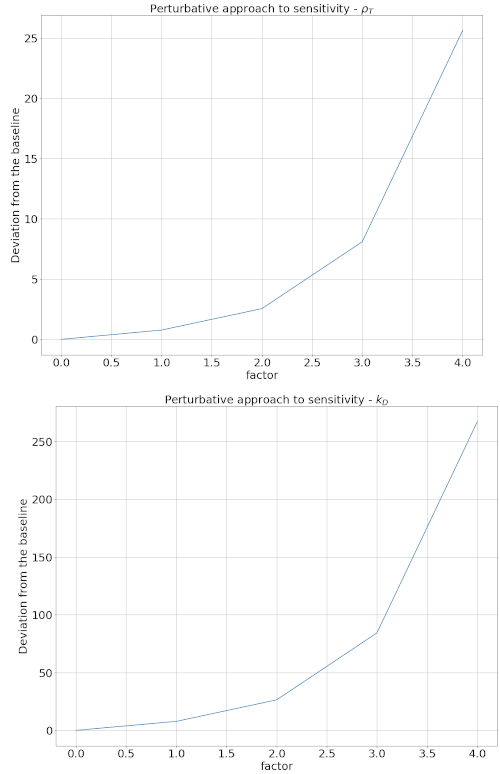 Perturbative approach to sensitivity - ρ_T
Deviation from the baseline
25
20
15
10
5
0
0.0 0.5 1.0 1.5 2.0 2.5 3.0 3.5 4.0
factor
Perturbative approach to sensitivity - k_D
Deviation from the baseline
250
200
150
100
50
0
0.0 0.5 1.0 1.5 2.0 2.5 3.0 3.5 4.0
factor